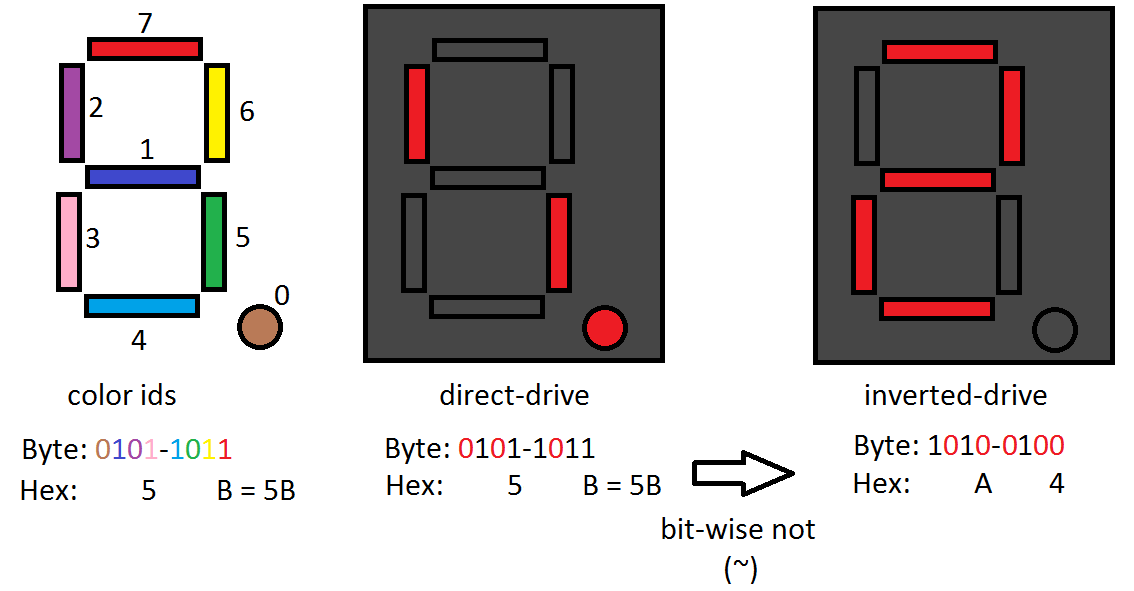 7
2
6
1
3
5
0
4
color ids
direct-drive
inverted-drive
Byte: 0101-1011
Hex: 5 B = 5B
Byte: 0101-1011
Hex: 5 B = 5B
Byte: 1010-0100
Hex: A 4
bit-wise not
(~)